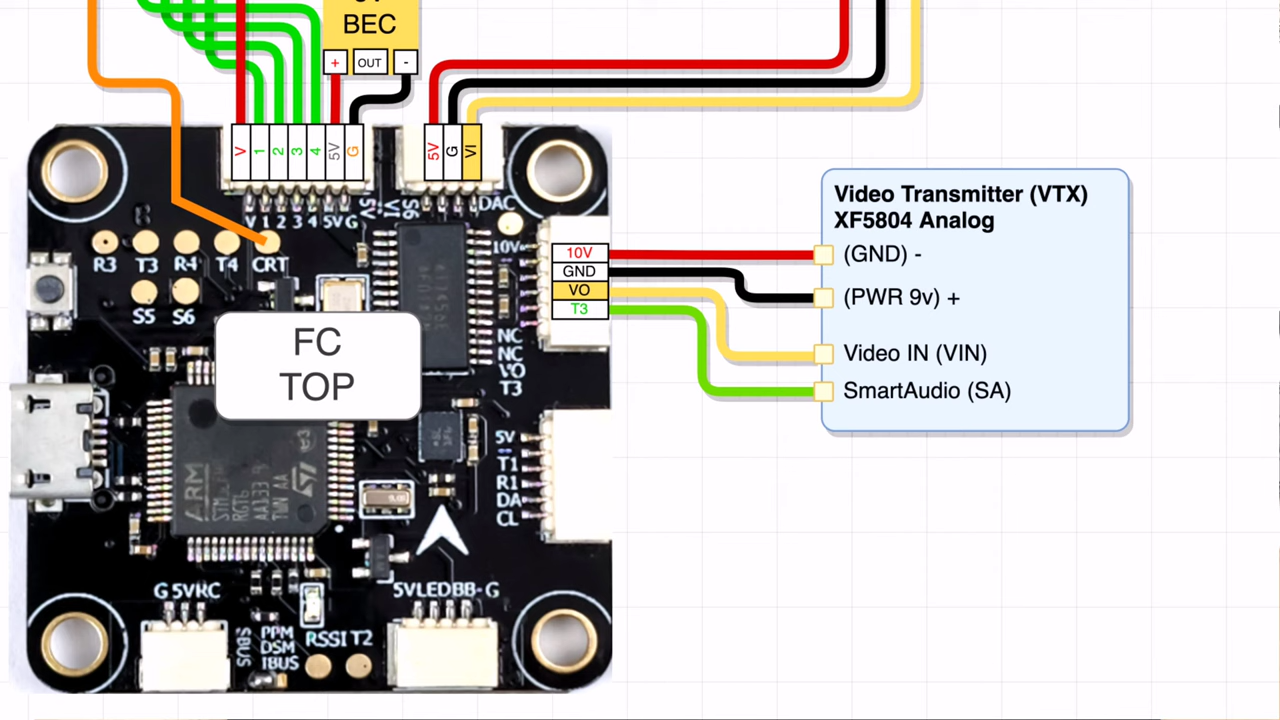 BEC
+
OUT
-
V
1
2
3
4
5V
G
5V
G
VI
V 1 2 3 4 5V G
5V
VI
S6
DAC
10V
R3
T3
R4
T4
CRT
S5
S6
10V
GND
VO
T3
NC
NC
VO
T3
FC
TOP
Video Transmitter (VTX)
XF5804 Analog
(GND) -
(PWR 9v) +
Video IN (VIN)
SmartAudio (SA)
ARM
5V
T1
R1
DA
CL
G 5VRC
5VLEDBB-G
SBUS
PPM
DSM
IBUS
RSSI T2